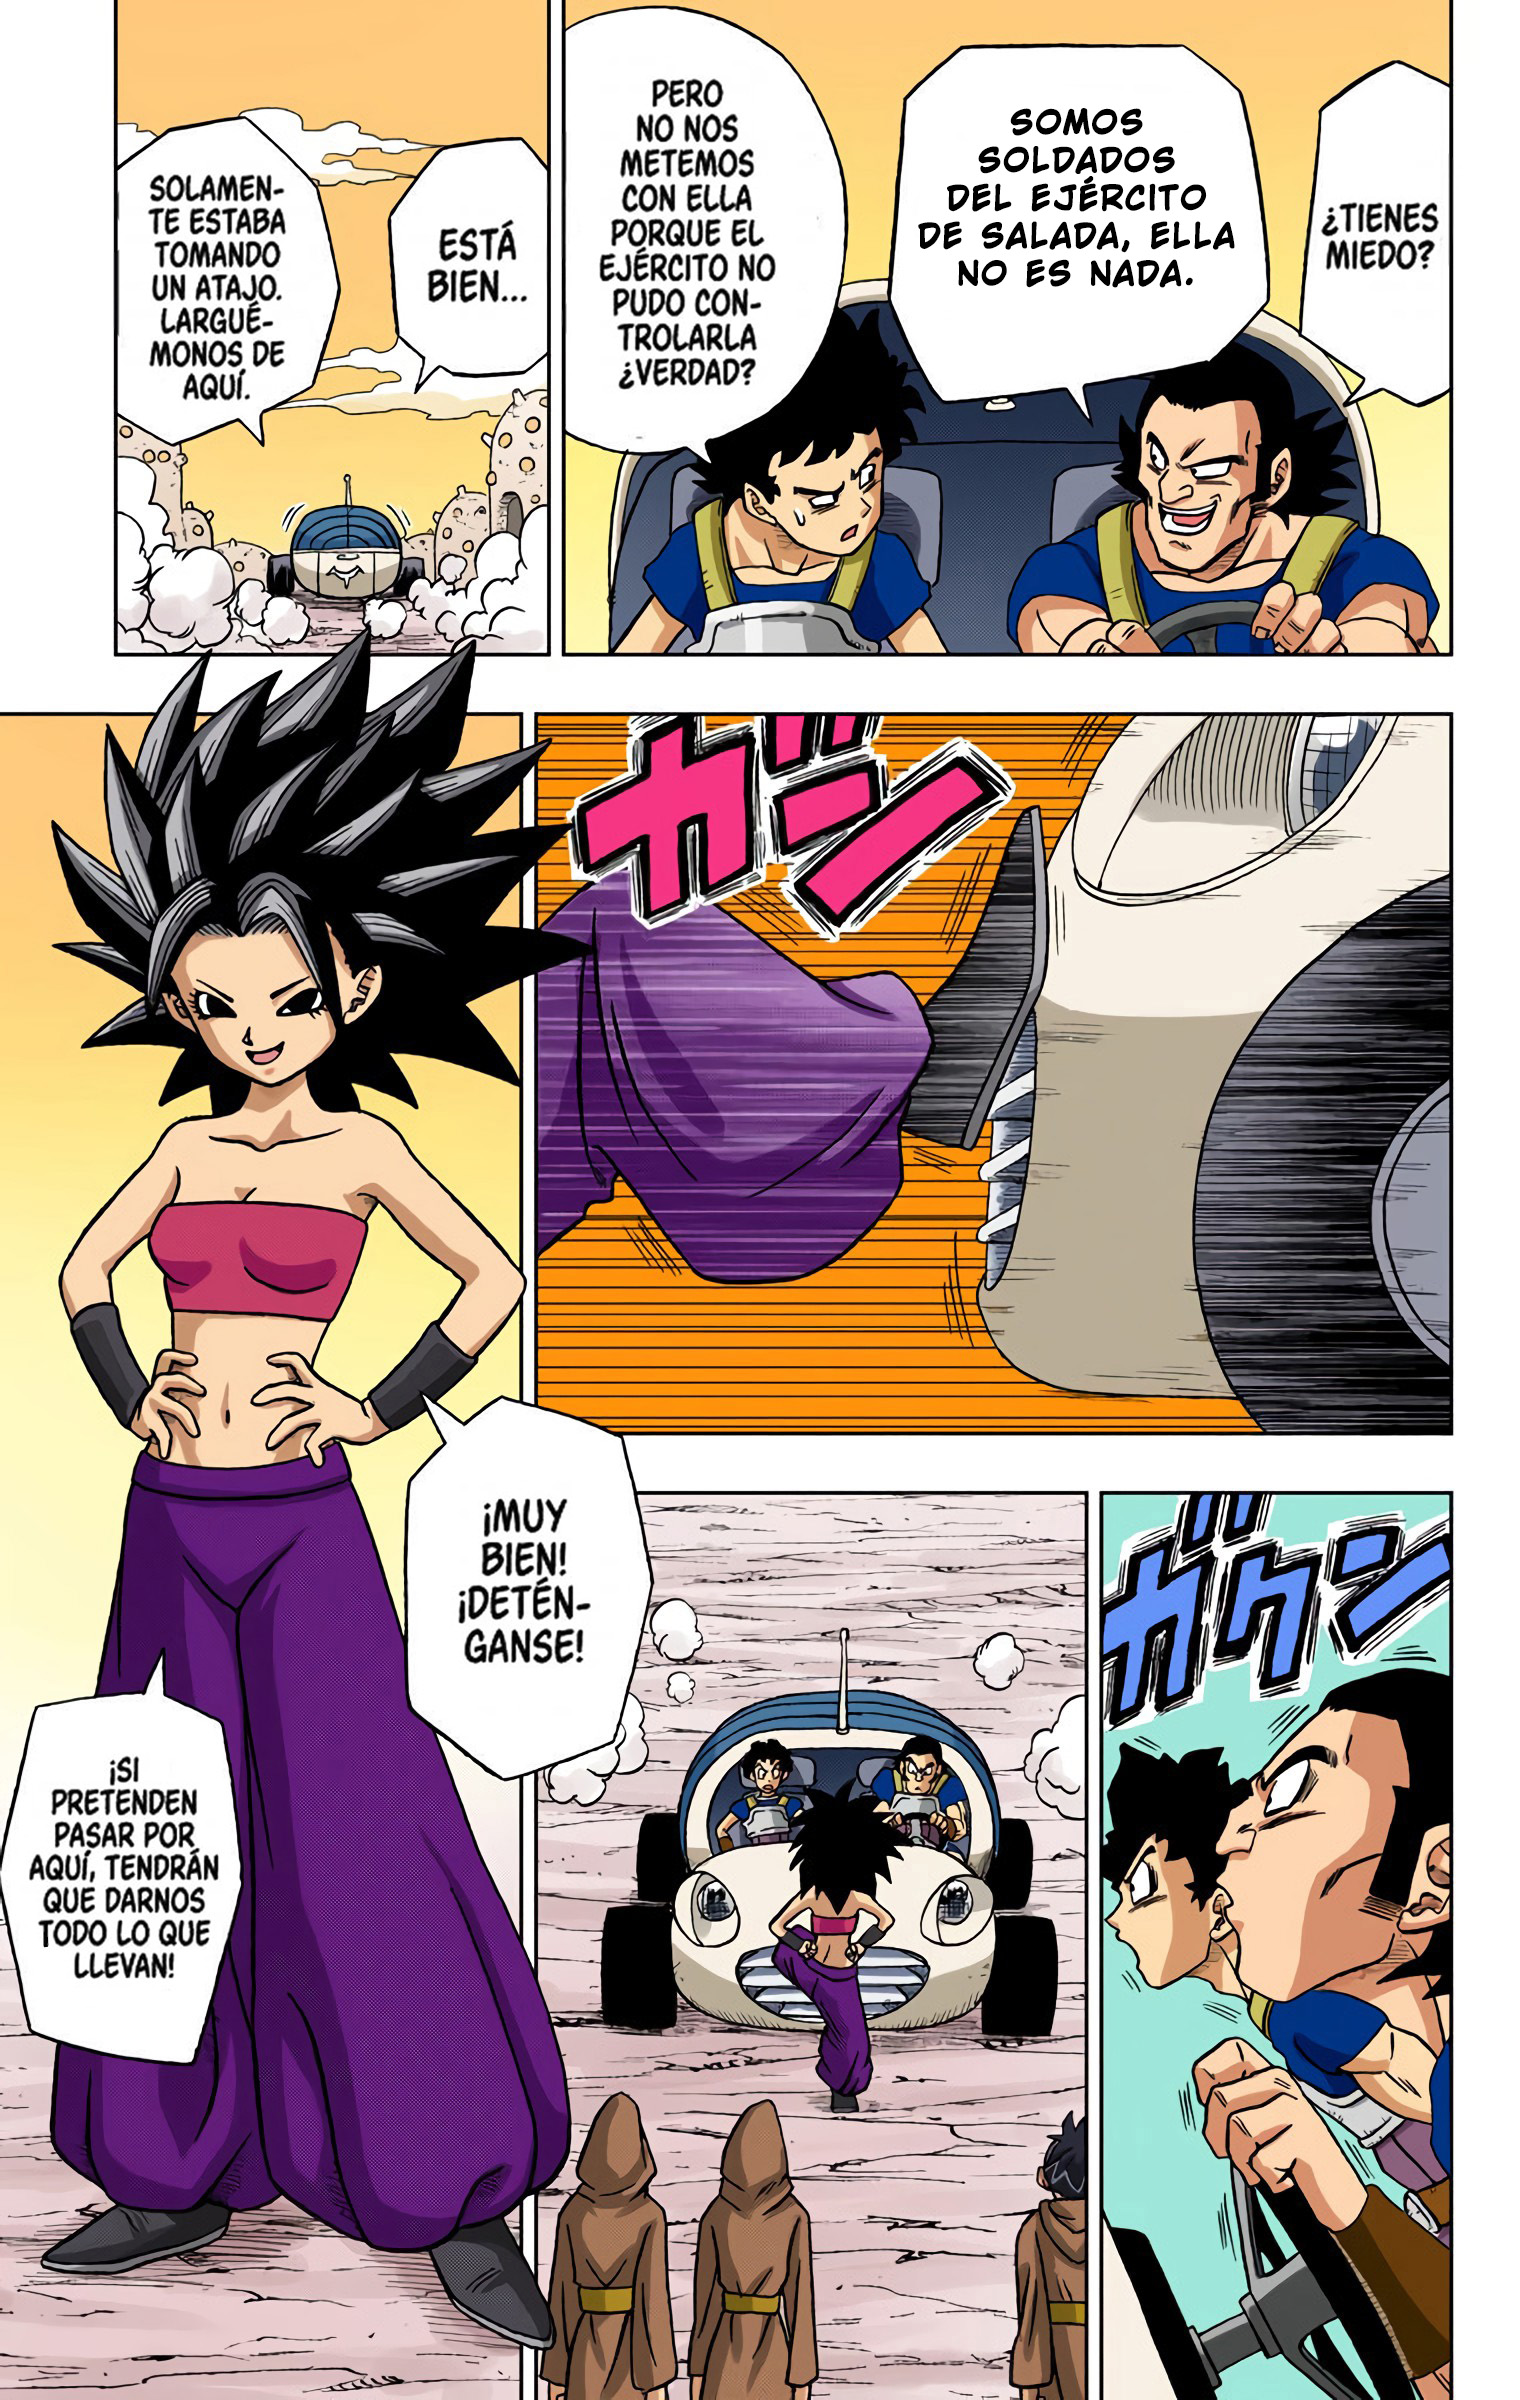 ¿TIENES
MIEDO?
SOMOS
SOLDADOS
DEL EJÉRCITO
DE SALADA, ELLA
NO ES NADA.
PERO
NO NOS
METEMOS
CON ELLA
PORQUE EL
EJÉRCITO NO
PUDO CON-
TROLARLA
¿VERDAD?
ESTÁ
BIEN...
SOLAMEN-
TE ESTABA
TOMANDO
UN ATAJO.
LARGUÉ-
MONOS DE
AQUÍ.
ガン
¡MUY
BIEN!
¡DETÉN-
GANSE!
¡SI
PRETENDEN
PASAR POR
AQUÍ, TENDRÁN
QUE DARNOS
TODO LO QUE
LLEVAN!
ガクン